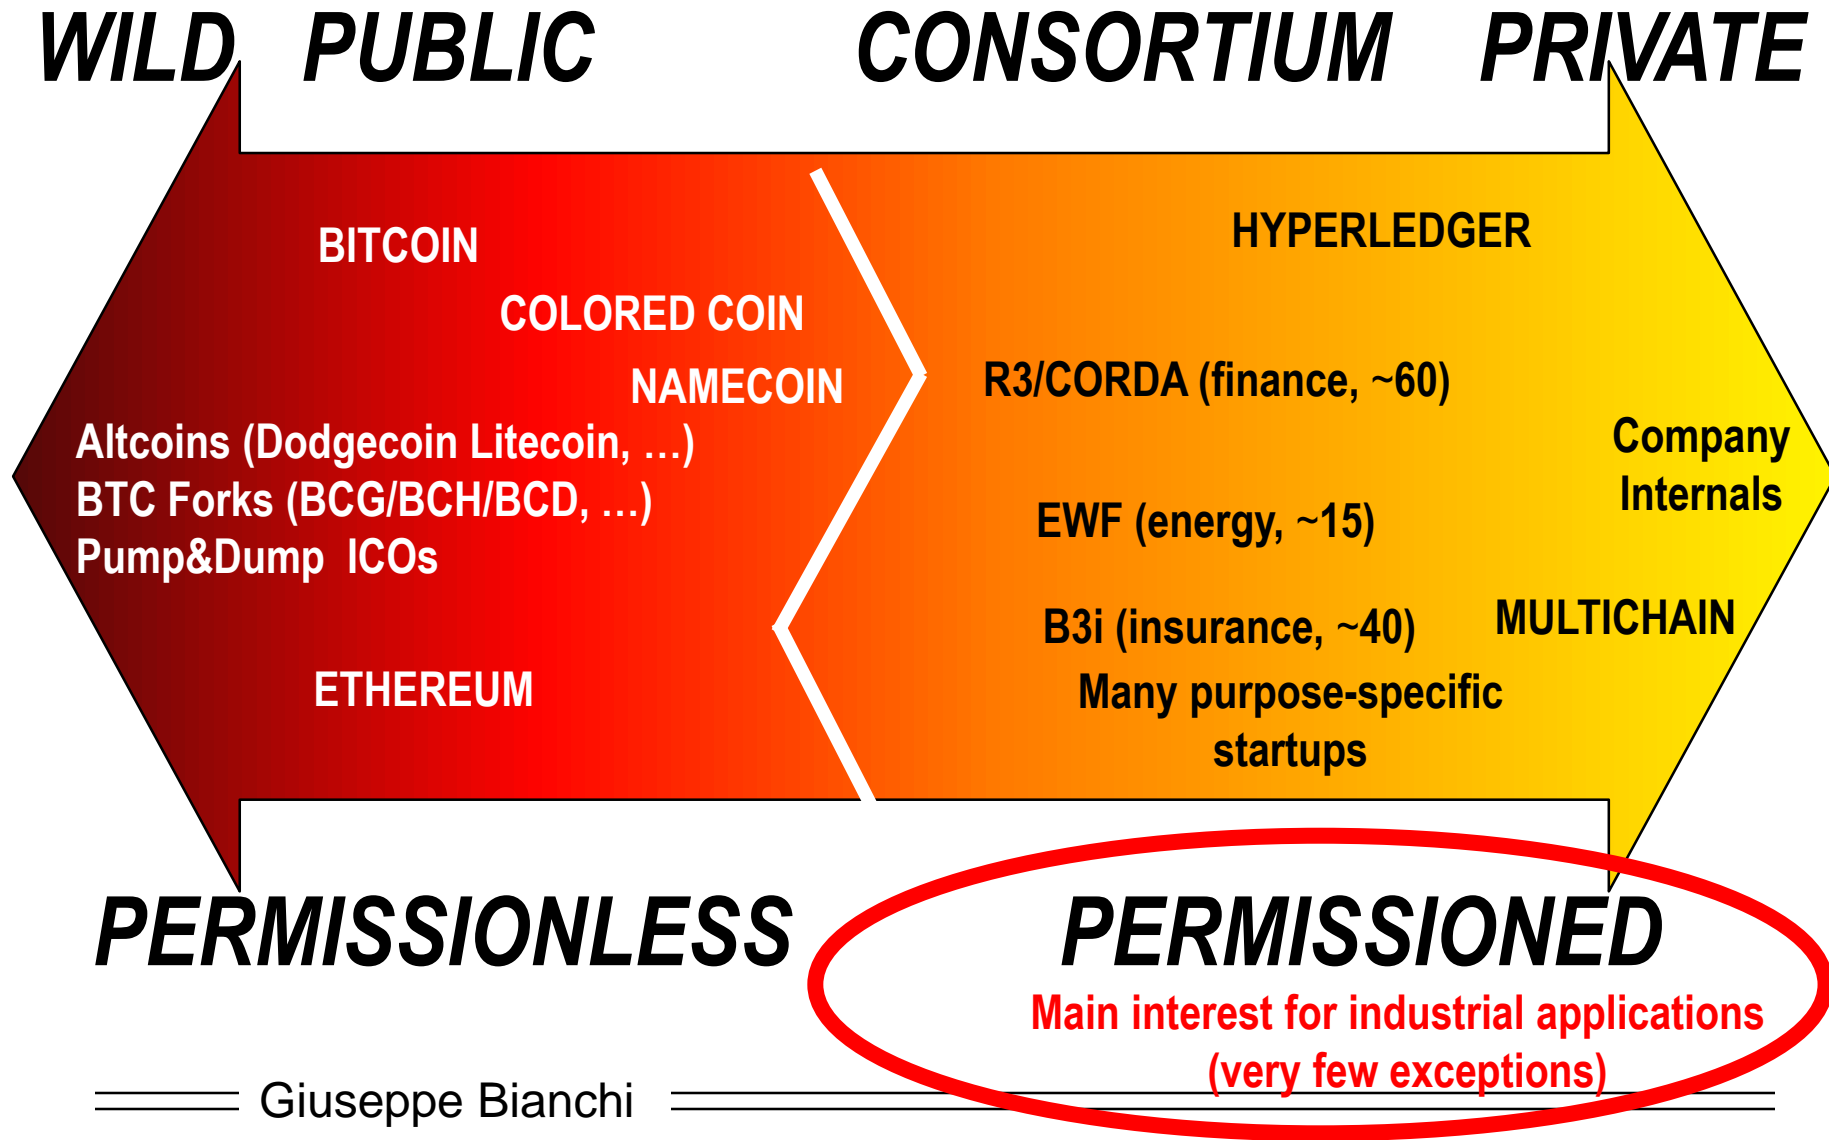 WILD PUBLIC CONSORTIUM PRIVATE
BITCOIN
COLORED COIN
NAMECOIN
Altcoins (Dodgecoin Litecoin, …)
BTC Forks (BCG/BCH/BCD, …)
Pump&Dump ICOs
ETHEREUM
HYPERLEDGER
R3/CORDA (finance, ~60)
Company
Internals
EWF (energy, ~15)
B3i (insurance, ~40)
MULTICHAIN
Many purpose-specific
startups
PERMISSIONLESS
PERMISSIONED
Main interest for industrial applications
(very few exceptions)
Giuseppe Bianchi